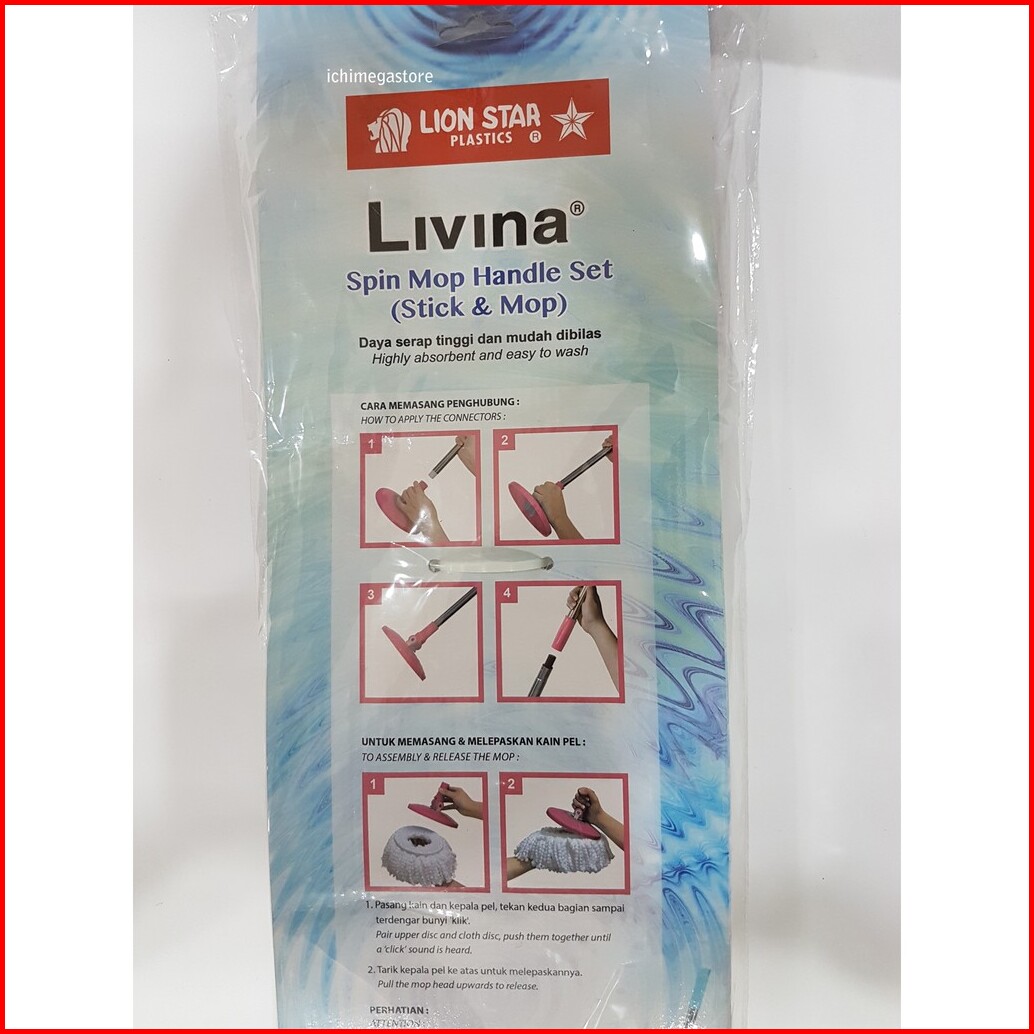 ichimegastore
LION STAR
PLASTICS ®
Livina®
Spin Mop Handle Set
(Stick & Mop)
Daya serap tinggi dan mudah dibilas
Highly absorbent and easy to wash
CARA MEMASANG PENGHUBUNG :
HOW TO APPLY THE CONNECTORS :
1
2
3
4
UNTUK MEMASANG & MELEPASKAN KAIN PEL :
TO ASSEMBLY & RELEASE THE MOP :
1
2
1. Pasang kain dan kepala pel, tekan kedua bagian sampai
terdengar bunyi 'klik'.
Pair upper disc and cloth disc, push them together until
a 'click' sound is heard.
2. Tarik kepala pel ke atas untuk melepaskannya.
Pull the mop head upwards to release.
PERHATIAN :
ATTENTION :